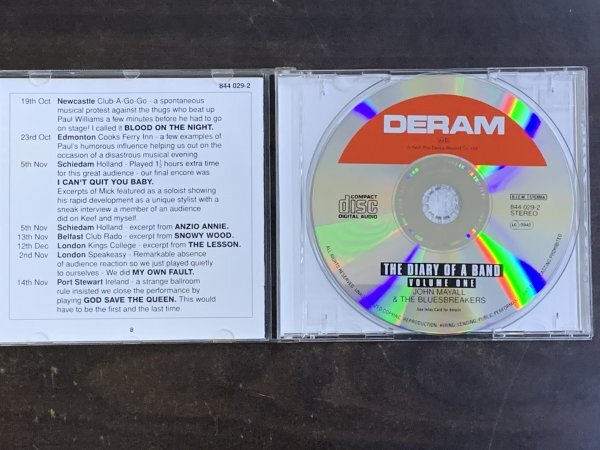 844 029-2
19th Oct Newcastle Club-A-Go-Go - a spontaneous
musical protest against the thugs who beat up
Paul Williams a few minutes before he had to go
on stage! I called it BLOOD ON THE NIGHT.
23rd Oct Edmonton Cooks Ferry Inn - a few examples of
Paul's humorous influence helping us out on the
occasion of a disastrous musical evening
5th Nov Schiedam Holland - Played 1½ hours extra time
for this great audience - our final encore was
I CAN'T QUIT YOU BABY.
Excerpts of Mick featured as a soloist showing
his rapid development as a unique stylist with a
sneak interview a member of an audience
did on Keef and myself.
5th Nov Schiedam Holland - excerpt from ANZIO ANNIE.
13th Nov Belfast Club Rado - excerpt from SNOWY WOOD.
12th Dec London Kings College - excerpt from THE LESSON.
2nd Nov London Speakeasy - Remarkable absence
of audience reaction so we just played quietly
to ourselves - We did MY OWN FAULT.
14th Nov Port Stewart Ireland - a strange ballroom
rule insisted we close the performance by
playing GOD SAVE THE QUEEN. This would
have to be the first and the last time.
8
DERAM
COMPACT
disc
DIGITAL AUDIO
B.I.E.M. STEMRA
844 029-2
STEREO
THE DIARY OF A BAND
VOLUME ONE
JOHN MAYALL
& THE BLUESBREAKERS
See Inlay Card for details